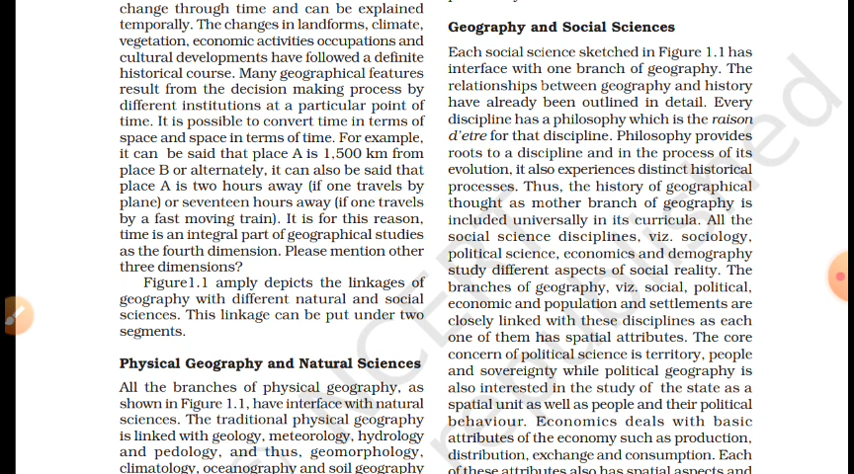 change through time and can be explained
temporally. The changes in landforms, climate,
vegetation, economic activities occupations and
cultural developments have followed a definite
historical course. Many geographical features
result from the decision making process by
different institutions at a particular point of
time. It is possible to convert time in terms of
space and space in terms of time. For example,
it can be said that place A is 1,500 km from
place B or alternately, it can also be said that
place A is two hours away (if one travels by
plane) or seventeen hours away (if one travels
by a fast moving train). It is for this reason,
time is an integral part of geographical studies
as the fourth dimension. Please mention other
three dimensions?
Figure1.1 amply depicts the linkages of
geography with different natural and social
sciences. This linkage can be put under two
segments.
Physical Geography and Natural Sciences
All the branches of physical geography, as
shown in Figure 1.1, have interface with natural
sciences. The traditional physical geography
is linked with geology, meteorology, hydrology
and pedology, and thus, geomorphology,
climatology, oceanography and soil geography
Geography and Social Sciences
Each social science sketched in Figure 1.1 has
interface with one branch of geography. The
relationships between geography and history
have already been outlined in detail. Every
discipline has a philosophy which is the raison
d'etre for that discipline. Philosophy provides
roots to a discipline and in the process of its
evolution, it also experiences distinct historical
processes. Thus, the history of geographical
thought as mother branch of geography is
included universally in its curricula. All the
social science disciplines, viz. sociology,
political science, economics and demography
study different aspects of social reality. The
branches of geography, viz. social, political,
economic and population and settlements are
closely linked with these disciplines as each
one of them has spatial attributes. The core
concern of political science is territory, people
and sovereignty while political geography is
also interested in the study of the state as a
spatial unit as well as people and their political
behaviour. Economics deals with basic
attributes of the economy such as production,
distribution, exchange and consumption. Each
of these attributes also has spatial aspects and
NCERT
republished